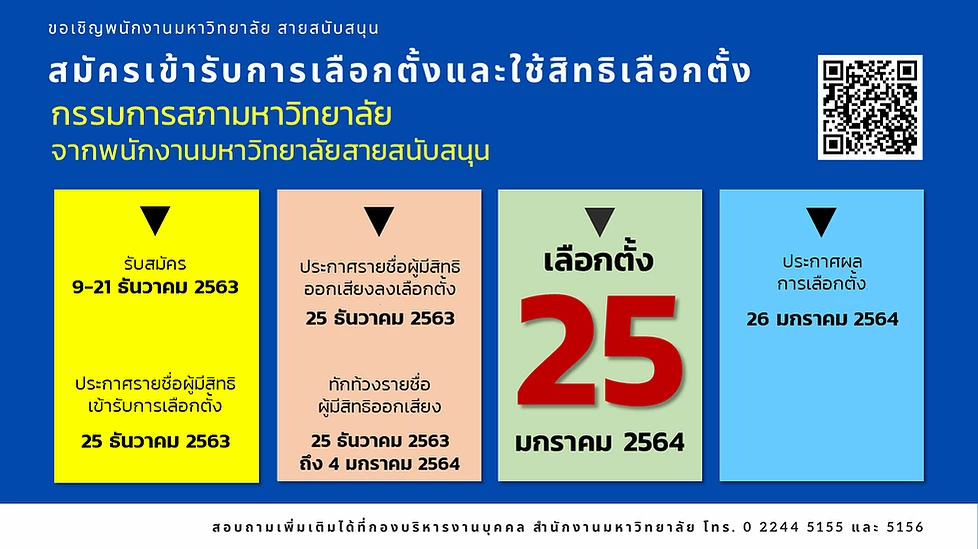 ขอเชิญพนักงานมหาวิทยาลัย สายสนับสนุน
สมัครเข้ารับการเลือกตั้งและใช้สิทธิเลือกตั้ง
กรรมการสภามหาวิทยาลัย
จากพนักงานมหาวิทยาลัยสายสนับสนุน
รับสมัคร
9-21 ธันวาคม 2563
ประกาศรายชื่อผู้มีสิทธิ
เข้ารับการเลือกตั้ง
25 ธันวาคม 2563
ประกาศรายชื่อผู้มีสิทธิ
ออกเสียงลงเลือกตั้ง
25 ธันวาคม 2563
ทักท้วงรายชื่อ
ผู้มีสิทธิออกเสียง
25 ธันวาคม 2563
ถึง 4 มกราคม 2564
เลือกตั้ง
25
มกราคม 2564
ประกาศผล
การเลือกตั้ง
26 มกราคม 2564
สอบถามเพิ่มเติมได้ที่กองบริหารงานบุคคล สำนักงานมหาวิทยาลัย โทร. 0 2244 5155 และ 5156